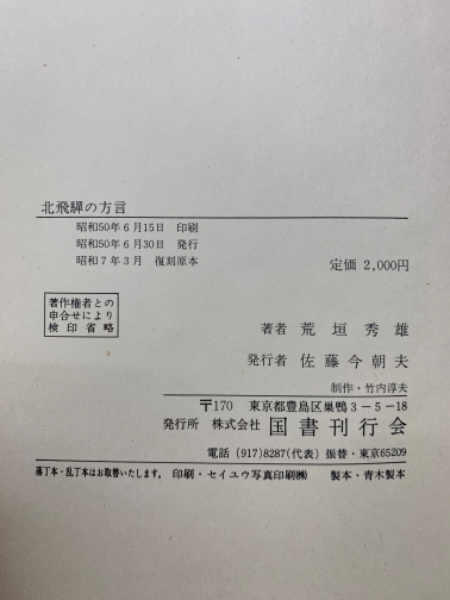 北飛騨の方言
昭和50年6月15日 印刷
昭和50年6月30日 発行
昭和7年3月 復刻原本
定価 2,000円
著作権者との
申合せにより
検印省略
著者 荒垣秀雄
発行者 佐藤今朝夫
制作・竹内淳夫
〒170 東京都豊島区巣鴨3-5-18
発行所 株式会社 国書刊行会
電話 (917)8287(代表) 振替・東京65209
落丁本・乱丁本はお取替いたします。 印刷・セイユウ写真印刷㈱ 製本・青木製本